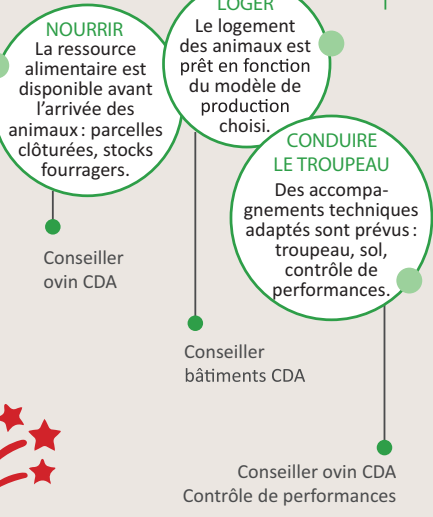 NOURRIR
La ressource
alimentaire est
disponible avant
l’arrivée des
animaux : parcelles
clôturées, stocks
fourragers.
Conseiller
ovin CDA
LOGER
Le logement
des animaux est
prêt en fonction
du modèle de
production
choisi.
Conseiller
bâtiments CDA
CONDUIRE
LE TROUPEAU
Des accompa-
gnements techniques
adaptés sont prévus :
troupeau, sol,
contrôle de
performances.
Conseiller ovin CDA
Contrôle de performances